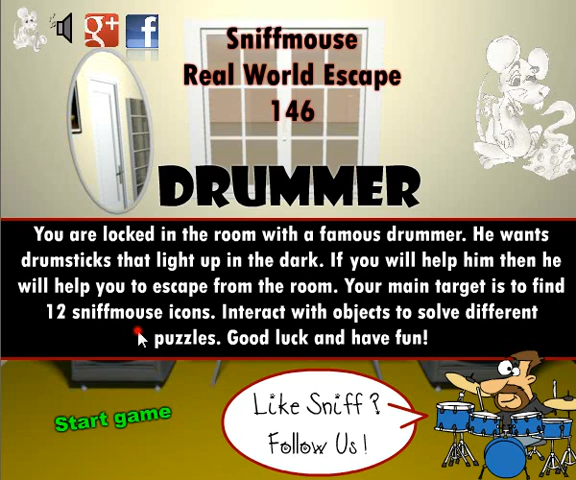 g+ f
Sniffmouse
Real World Escape
146
DRUMMER
You are locked in the room with a famous drummer. He wants
drumsticks that light up in the dark. If you will help him then he
will help you to escape from the room. Your main target is to find
12 sniffmouse icons. Interact with objects to solve different
puzzles. Good luck and have fun!
Start game
Like Sniff?
Follow Us!